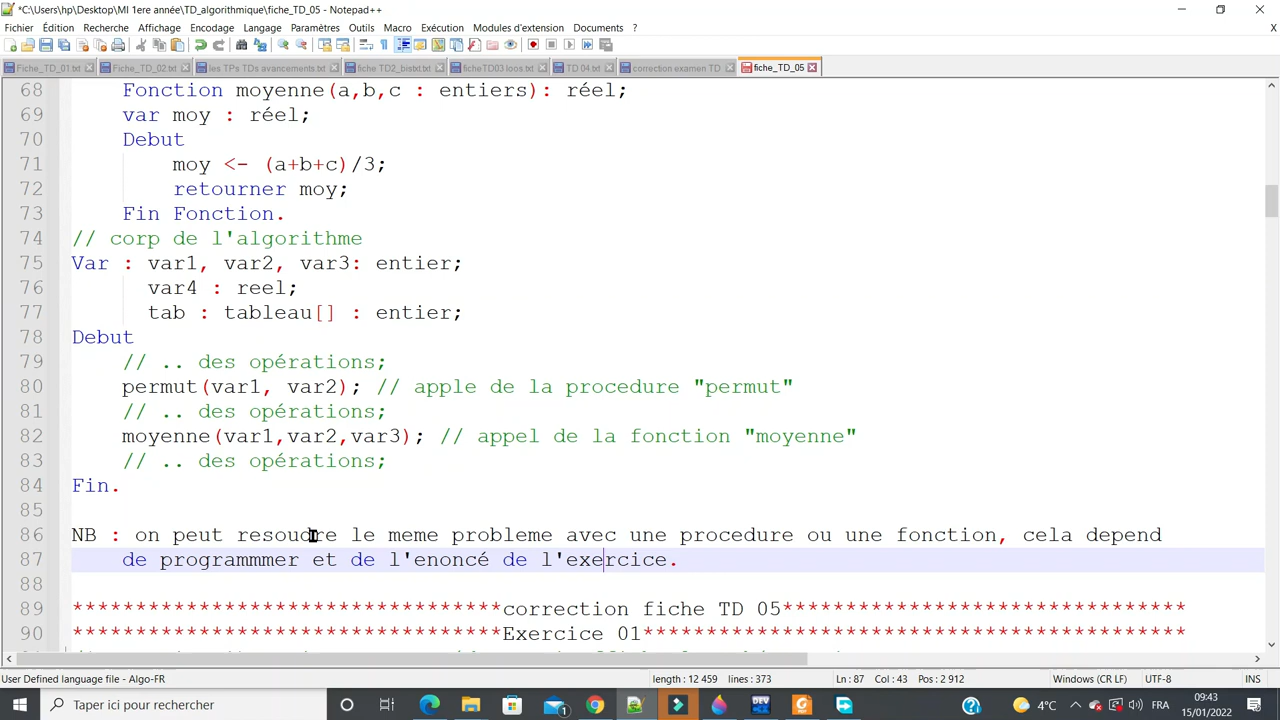 *C:\Users\hp\Desktop\MI 1ere année\TD_algorithmique\fiche_TD_05 - Notepad++
Fichier Édition Recherche Affichage Encodage Langage Paramètres Outils Macro Exécution Modules d'extension Documents ? X
Fiche_TD_01.txt Fiche_TD_02.txt les TPs TDs avancements.txt fiche TD2_bis.txt ficheTD03 loos.txt TD 04.txt correction examen TD fiche_TD_05
68 Fonction moyenne(a,b,c : entiers): réel;
69 var moy : réel;
70 Debut
71 moy <- (a+b+c)/3;
72 retourner moy;
73 Fin Fonction.
74 // corp de l'algorithme
75 Var : var1, var2, var3: entier;
76 var4 : reel;
77 tab : tableau[] : entier;
78 Debut
79 // .. des opérations;
80 permut(var1, var2); // apple de la procedure "permut"
81 // .. des opérations;
82 moyenne(var1,var2,var3); // appel de la fonction "moyenne"
83 // .. des opérations;
84 Fin.
85
86 NB : on peut resoudre le meme probleme avec une procedure ou une fonction, cela depend
87 de programmmer et de l'enoncé de l'exercice.
88
89 **********************************correction fiche TD 05********************************
90 **********************************Exercice 01*******************************************
User Defined language file - Algo-FR length : 12 459 lines : 373 Ln : 87 Col : 43 Pos : 2 912 Windows (CR LF) UTF-8 INS
Taper ici pour rechercher 4°C FRA 09:43
15/01/2022